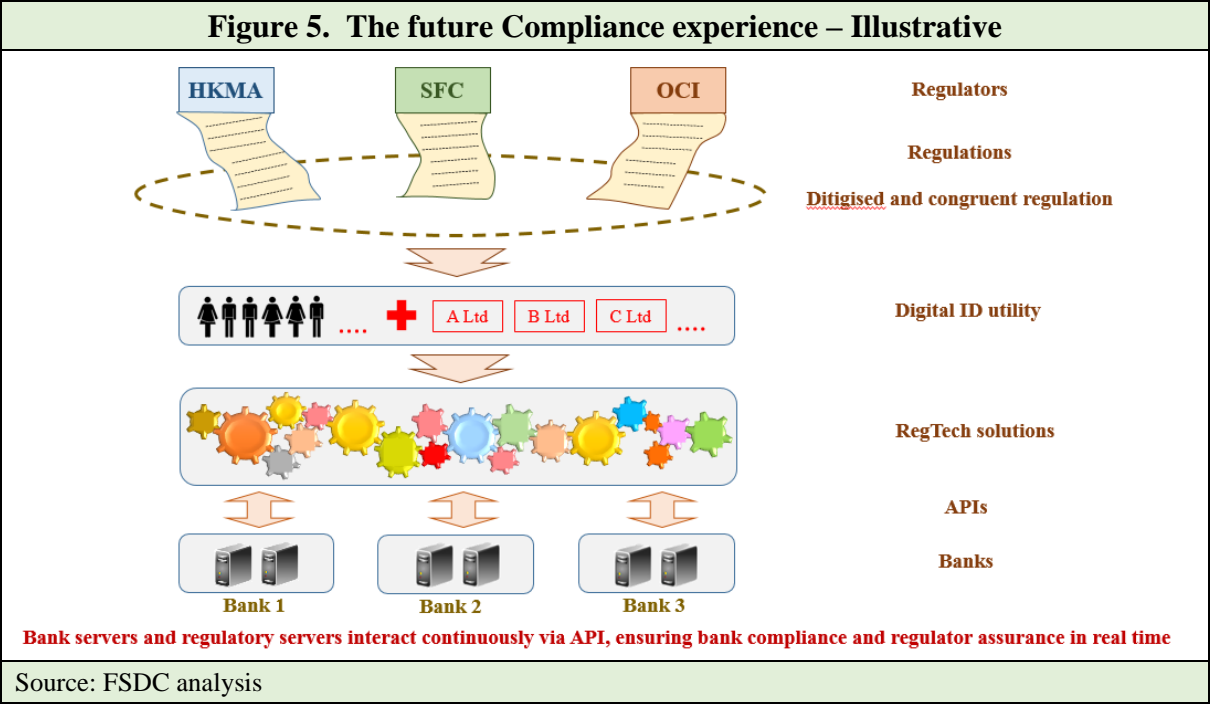 Figure 5.  The future Compliance experience – Illustrative
HKMA
SFC
OCI
Regulators
Regulations
Ditigised and congruent regulation
....
A Ltd
B Ltd
C Ltd
....
Digital ID utility
RegTech solutions
APIs
Banks
Bank 1
Bank 2
Bank 3
Bank servers and regulatory servers interact continuously via API, ensuring bank compliance and regulator assurance in real time
Source: FSDC analysis